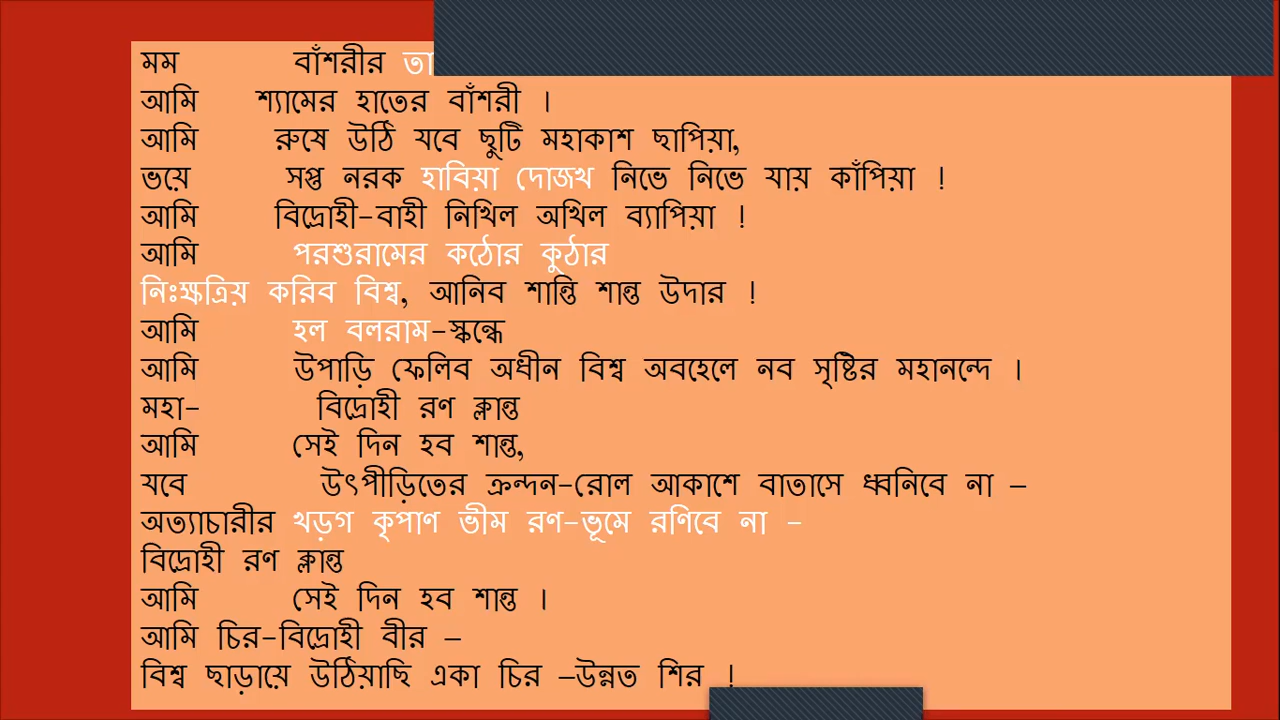 মম বাঁশরীর
আমি শ্যামের হাতের বাঁশরী ।
আমি রুষে উঠি যবে ছুটি মহাকাশ ছাপিয়া,
ভয়ে সপ্ত নরক হাবিয়া দোজখ নিভে নিভে যায় কাঁপিয়া !
আমি বিদ্রোহী-বাহী নিখিল অখিল ব্যাপিয়া !
আমি পরশুরামের কঠোর কুঠার
নিঃক্ষত্রিয় করিব বিশ্ব, আনিব শান্তি শান্ত উদার !
আমি হল বলরাম-স্কন্ধে
আমি উপাড়ি ফেলিব অধীন বিশ্ব অবহেলে নব সৃষ্টির মহানন্দে ।
মহা- বিদ্রোহী রণ ক্লান্ত
আমি সেই দিন হব শান্ত,
যবে উৎপীড়িতের ক্রন্দন-রোল আকাশে বাতাসে ধ্বনিবে না –
অত্যাচারীর খড়গ কৃপাণ ভীম রণ-ভূমে রণিবে না -
বিদ্রোহী রণ ক্লান্ত
আমি সেই দিন হব শান্ত ।
আমি চির-বিদ্রোহী বীর –
বিশ্ব ছাড়ায়ে উঠিয়াছি একা চির –উন্নত শির !